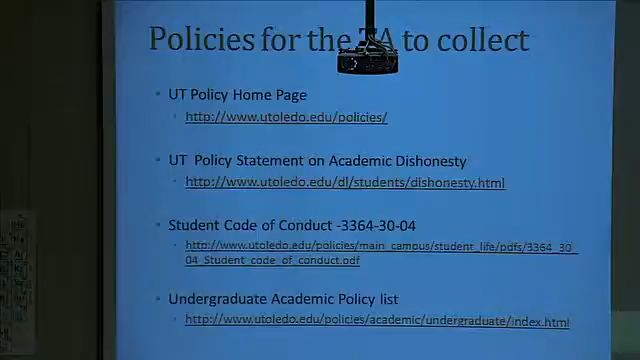 Policies for the TA to collect
UT Policy Home Page
http://www.utoledo.edu/policies/
UT Policy Statement on Academic Dishonesty
http://www.utoledo.edu/dl/students/dishonesty.html
Student Code of Conduct -3364-30-04
http://www.utoledo.edu/policies/main_campus/student_life/pdfs/3364_30_
04_Student_code_of_conduct.pdf
Undergraduate Academic Policy list
http://www.utoledo.edu/policies/academic/undergraduate/index.html